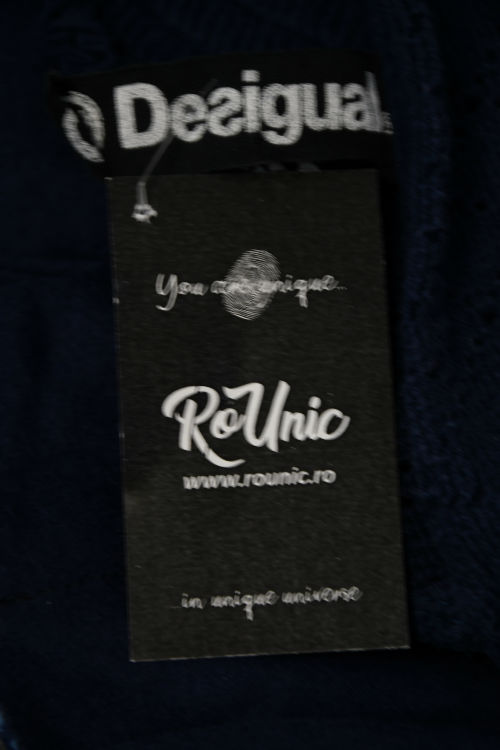 Desigual.
You are unique...
RoUnic
www.rounic.ro
...in unique universe